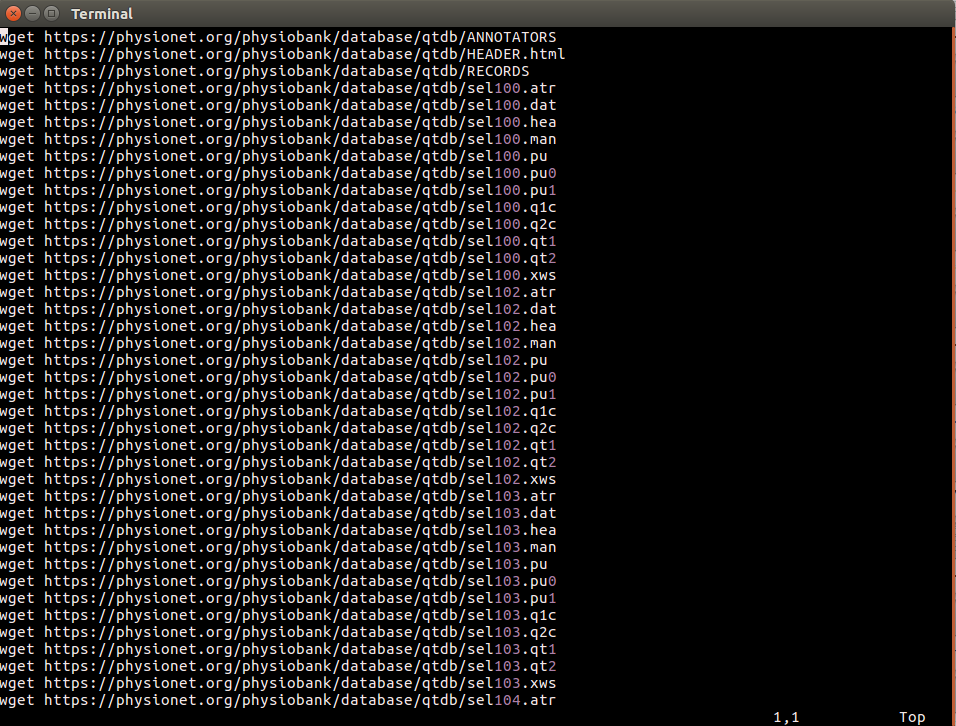 Terminal
wget https://physionet.org/physiobank/database/qtdb/ANNOTATORS
wget https://physionet.org/physiobank/database/qtdb/HEADER.html
wget https://physionet.org/physiobank/database/qtdb/RECORDS
wget https://physionet.org/physiobank/database/qtdb/sel100.atr
wget https://physionet.org/physiobank/database/qtdb/sel100.dat
wget https://physionet.org/physiobank/database/qtdb/sel100.hea
wget https://physionet.org/physiobank/database/qtdb/sel100.man
wget https://physionet.org/physiobank/database/qtdb/sel100.pu
wget https://physionet.org/physiobank/database/qtdb/sel100.pu0
wget https://physionet.org/physiobank/database/qtdb/sel100.pu1
wget https://physionet.org/physiobank/database/qtdb/sel100.q1c
wget https://physionet.org/physiobank/database/qtdb/sel100.q2c
wget https://physionet.org/physiobank/database/qtdb/sel100.qt1
wget https://physionet.org/physiobank/database/qtdb/sel100.qt2
wget https://physionet.org/physiobank/database/qtdb/sel100.xws
wget https://physionet.org/physiobank/database/qtdb/sel102.atr
wget https://physionet.org/physiobank/database/qtdb/sel102.dat
wget https://physionet.org/physiobank/database/qtdb/sel102.hea
wget https://physionet.org/physiobank/database/qtdb/sel102.man
wget https://physionet.org/physiobank/database/qtdb/sel102.pu
wget https://physionet.org/physiobank/database/qtdb/sel102.pu0
wget https://physionet.org/physiobank/database/qtdb/sel102.pu1
wget https://physionet.org/physiobank/database/qtdb/sel102.q1c
wget https://physionet.org/physiobank/database/qtdb/sel102.q2c
wget https://physionet.org/physiobank/database/qtdb/sel102.qt1
wget https://physionet.org/physiobank/database/qtdb/sel102.qt2
wget https://physionet.org/physiobank/database/qtdb/sel102.xws
wget https://physionet.org/physiobank/database/qtdb/sel103.atr
wget https://physionet.org/physiobank/database/qtdb/sel103.dat
wget https://physionet.org/physiobank/database/qtdb/sel103.hea
wget https://physionet.org/physiobank/database/qtdb/sel103.man
wget https://physionet.org/physiobank/database/qtdb/sel103.pu
wget https://physionet.org/physiobank/database/qtdb/sel103.pu0
wget https://physionet.org/physiobank/database/qtdb/sel103.pu1
wget https://physionet.org/physiobank/database/qtdb/sel103.q1c
wget https://physionet.org/physiobank/database/qtdb/sel103.q2c
wget https://physionet.org/physiobank/database/qtdb/sel103.qt1
wget https://physionet.org/physiobank/database/qtdb/sel103.qt2
wget https://physionet.org/physiobank/database/qtdb/sel103.xws
wget https://physionet.org/physiobank/database/qtdb/sel104.atr
1,1 Top